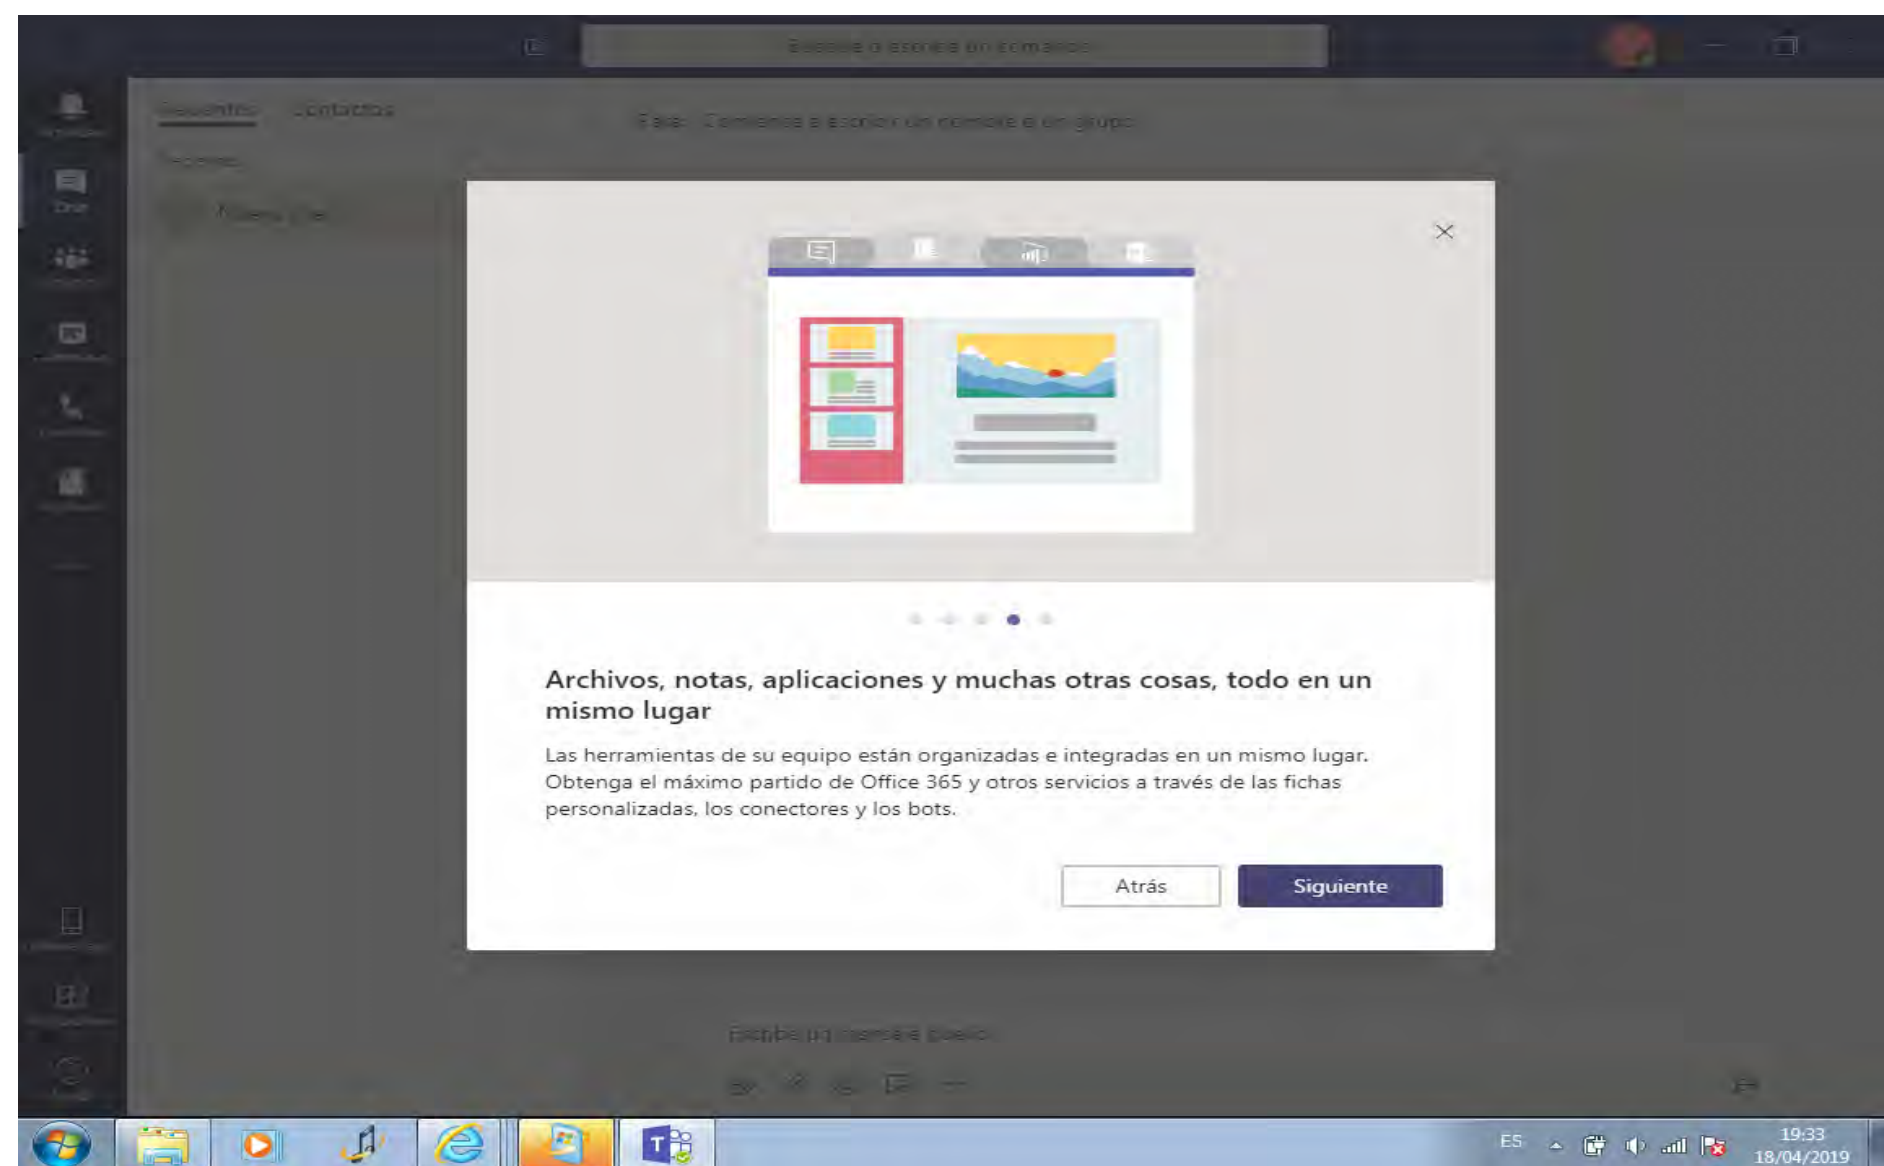 Contactos
Archivos, notas, aplicaciones y muchas otras cosas, todo en un
mismo lugar
Las herramientas de su equipo están organizadas e integradas en un mismo lugar.
Obtenga el máximo partido de Office 365 y otros servicios a través de las fichas
personalizadas, los conectores y los bots.
Atrás
Siguiente
ES
19:33
18/04/2019